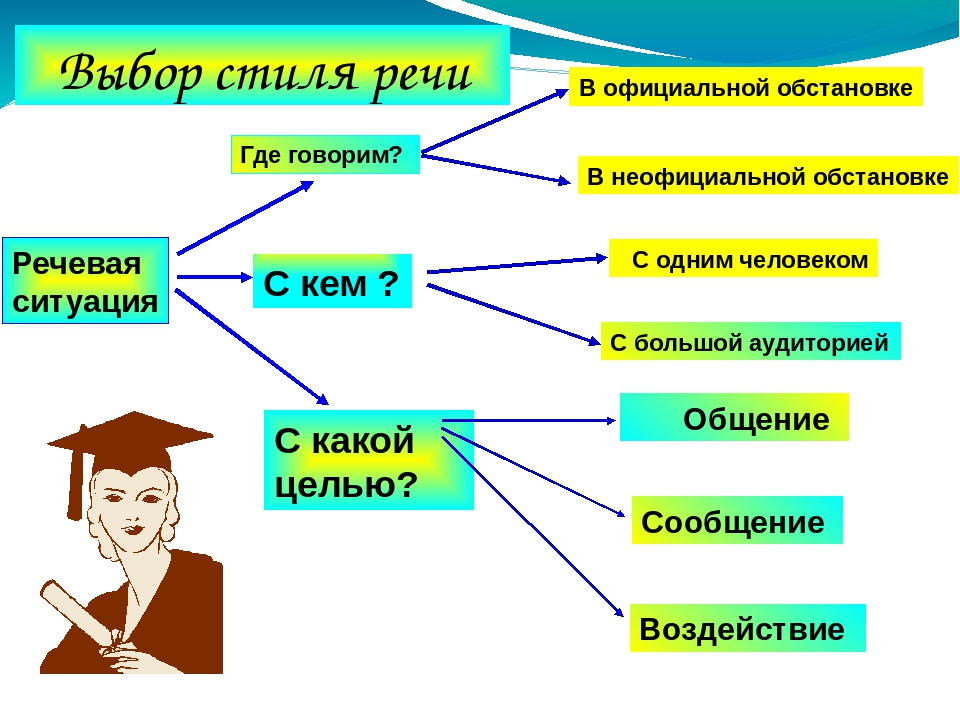 Выбор стиля речи
В официальной обстановке
Где говорим?
В неофициальной обстановке
Речевая
ситуация
С кем ?
С одним человеком
С большой аудиторией
С какой
целью?
Общение
Сообщение
Воздействие